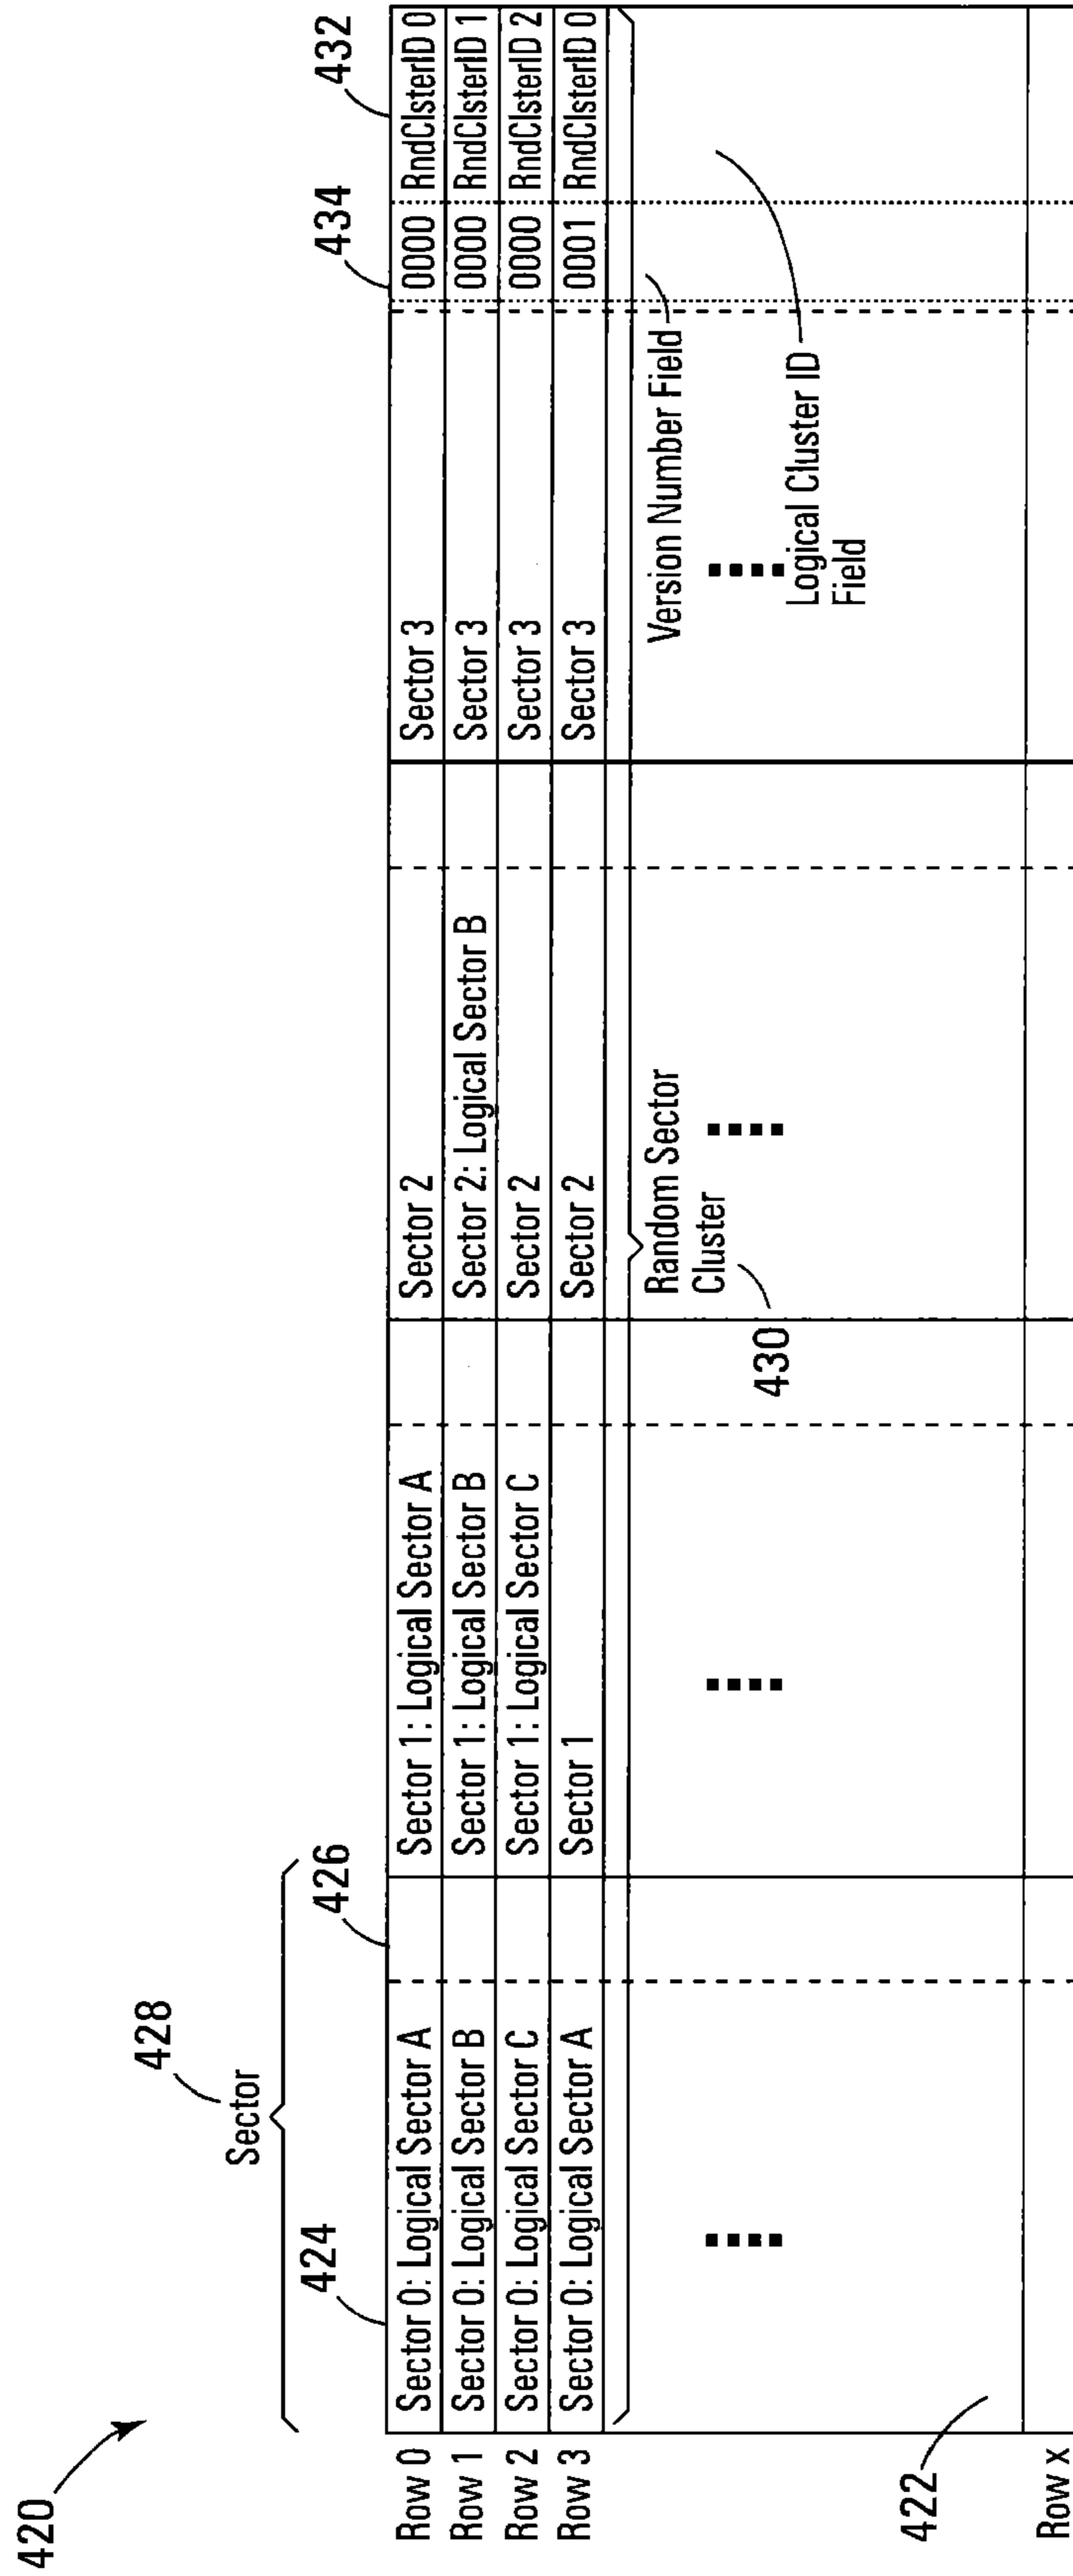 420
428
Sector
424
426
434
432
Row 0 Sector 0: Logical Sector A Sector 1: Logical Sector A Sector 2 Sector 3 0000 RndClsterID 0
Row 1 Sector 0: Logical Sector B Sector 1: Logical Sector B Sector 2: Logical Sector B Sector 3 0000 RndClsterID 1
Row 2 Sector 0: Logical Sector C Sector 1: Logical Sector C Sector 2 Sector 3 0000 RndClsterID 2
Row 3 Sector 0: Logical Sector A Sector 1 Sector 2 Sector 3 0001 RndClsterID 0
Random Sector
Cluster
430
Version Number Field
Logical Cluster ID
Field
422
Row x